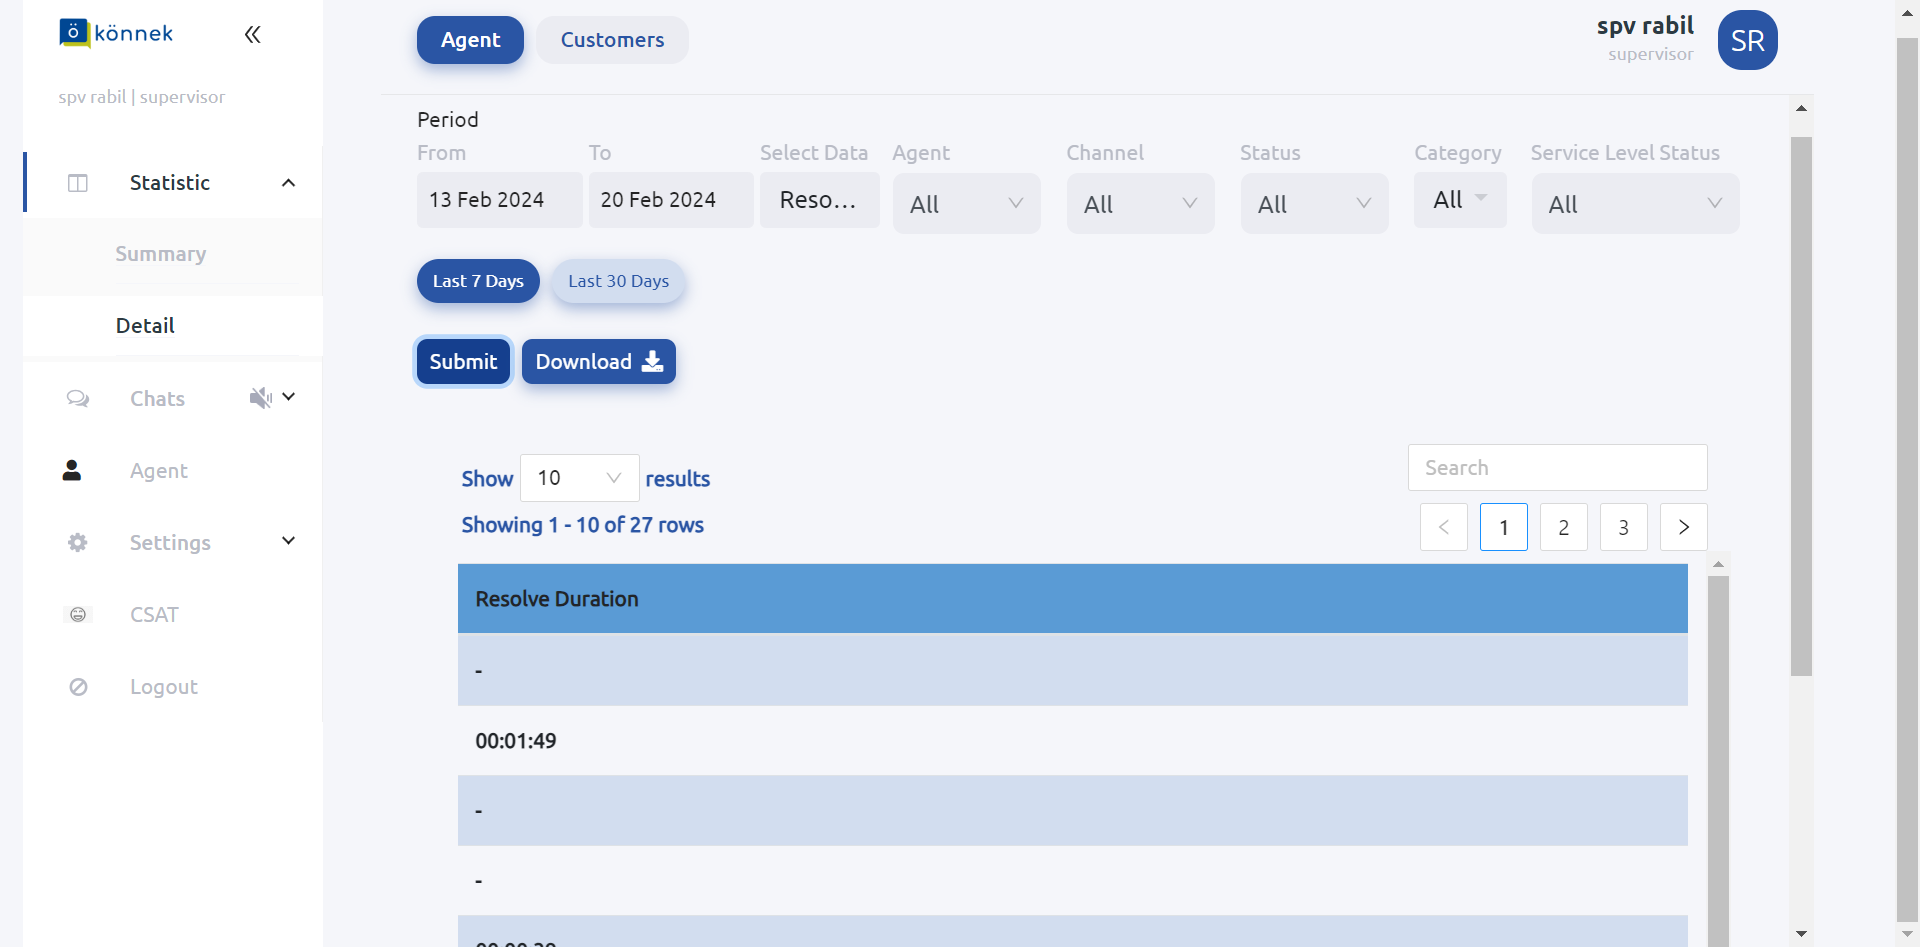 ö könnek
spv rabil | supervisor
Statistic
Summary
Detail
Chats
Agent
Settings
CSAT
Logout
Agent Customers
spv rabil
supervisor
SR
Period
From To Select Data Agent Channel Status Category Service Level Status
13 Feb 2024 20 Feb 2024 Reso... All All All All All
Last 7 Days Last 30 Days
Submit Download
Show 10 results
Search
Showing 1 - 10 of 27 rows
< 1 2 3 >
Resolve Duration
-
00:01:49
-
-